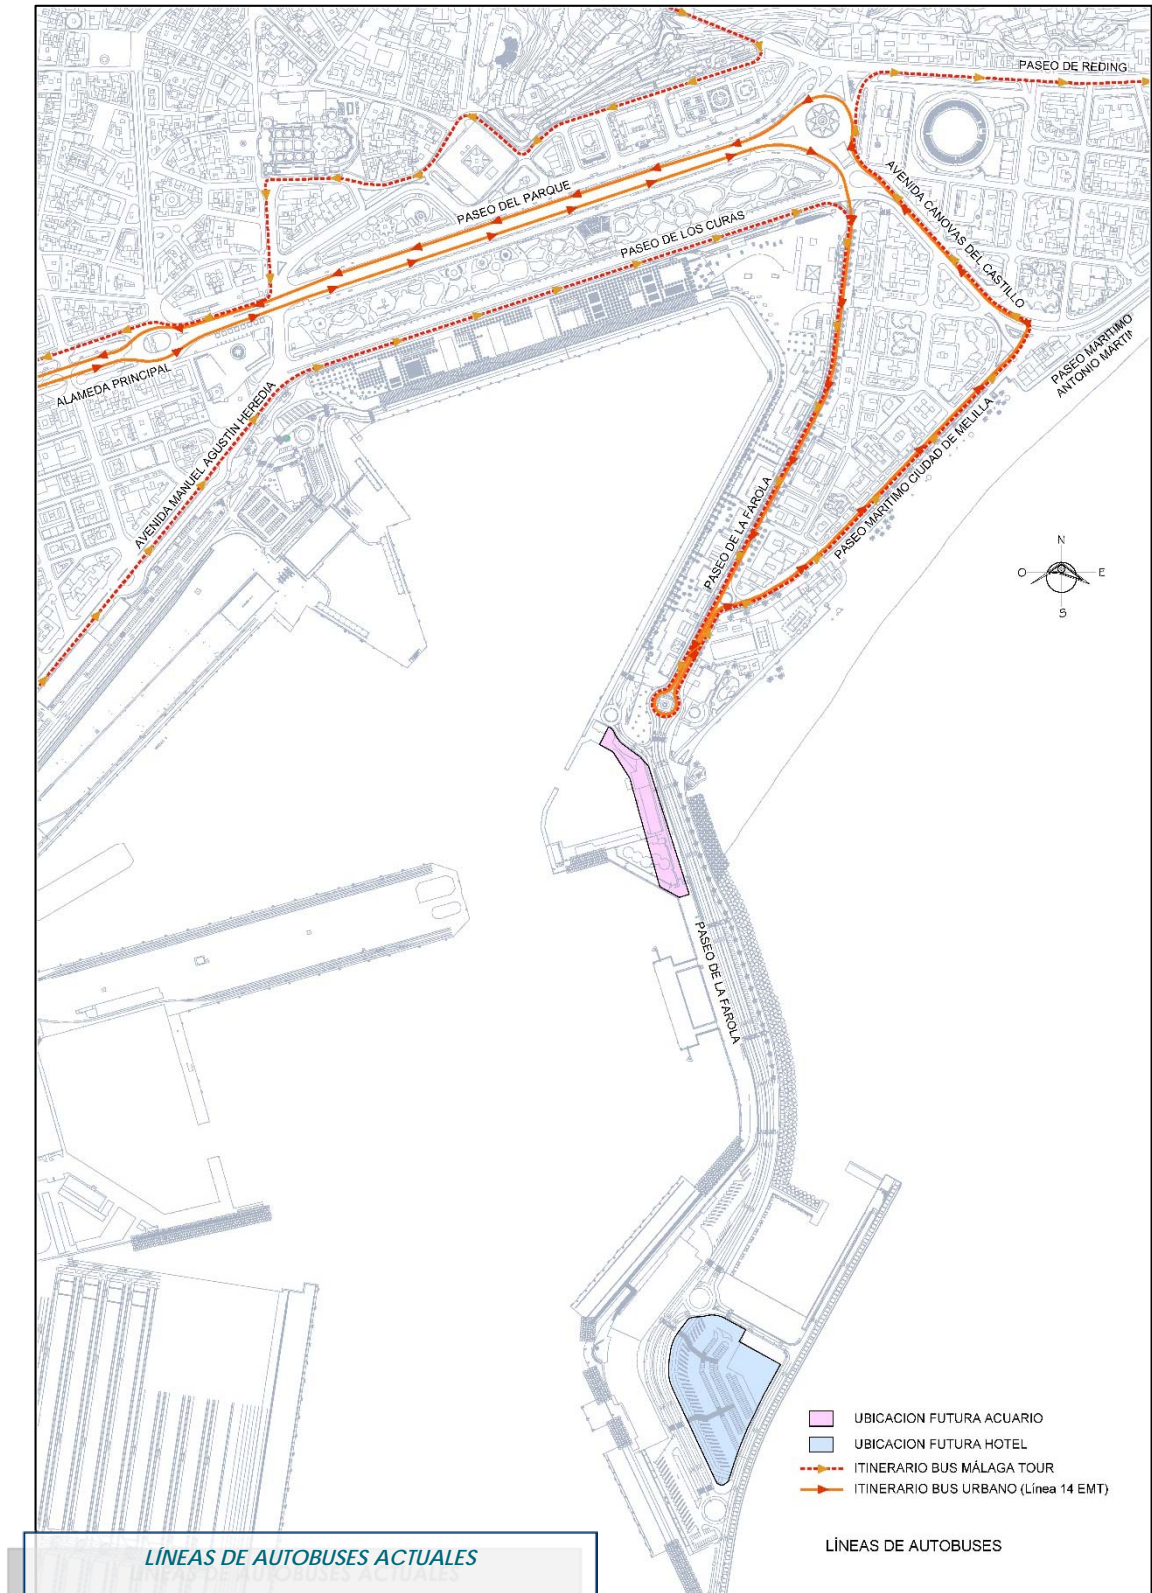 PASEO DE REDING
AVENIDA CANOVAS DEL CASTILLO
PASEO DEL PARQUE
PASEO DE LOS CURAS
PASEO MARITIMO
ANTONIO MARTIN
ALAMEDA PRINCIPAL
AVENIDA MANUEL AGUSTÍN HEREDIA
PASEO MARITIMO CIUDAD DE MELILLA
PASEO DE LA FAROLA
N
O E
S
PASEO DE LA FAROLA
UBICACION FUTURA ACUARIO
UBICACION FUTURA HOTEL
ITINERARIO BUS MÁLAGA TOUR
ITINERARIO BUS URBANO (Línea 14 EMT)
LÍNEAS DE AUTOBUSES
LÍNEAS DE AUTOBUSES ACTUALES